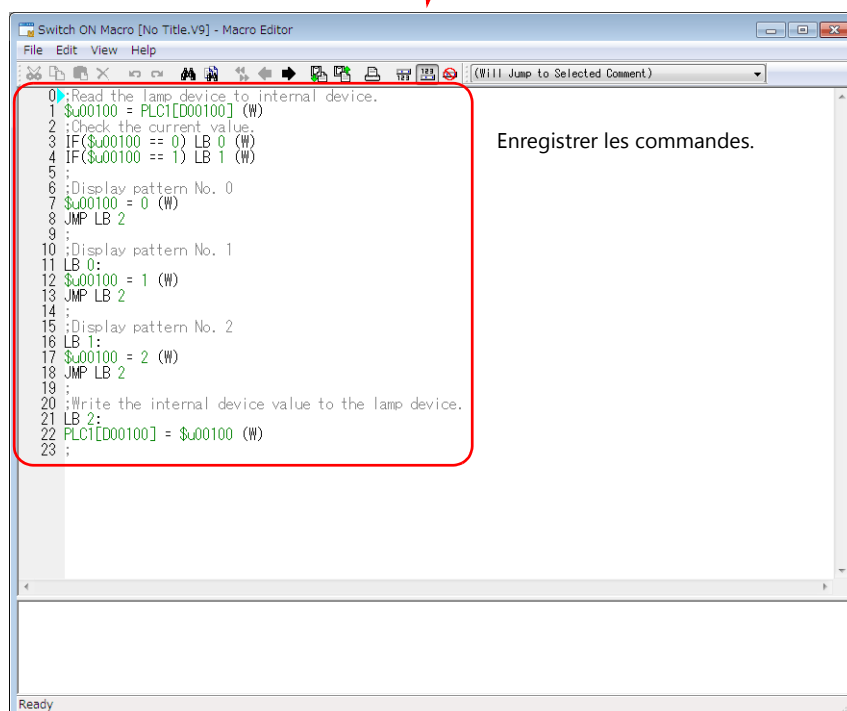 Switch ON Macro [No Title.V9] - Macro Editor
File Edit View Help
(Will Jump to Selected Comment)
0 ;Read the lamp device to internal device.
1 $u00100 = PLC1[D00100] (W)
2 ;Check the current value.
3 IF($u00100 == 0) LB 0 (W)
4 IF($u00100 == 1) LB 1 (W)
5 ;
6 ;Display pattern No. 0
7 $u00100 = 0 (W)
8 JMP LB 2
9 ;
10 ;Display pattern No. 1
11 LB 0:
12 $u00100 = 1 (W)
13 JMP LB 2
14 ;
15 ;Display pattern No. 2
16 LB 1:
17 $u00100 = 2 (W)
18 JMP LB 2
19 ;
20 ;Write the internal device value to the lamp device.
21 LB 2:
22 PLC1[D00100] = $u00100 (W)
23 ;
Enregistrer les commandes.
Ready